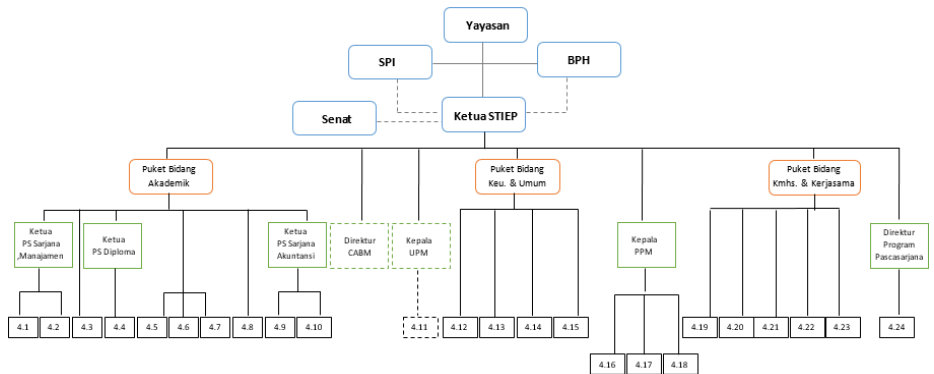 Yayasan
SPI
BPH
Senat
Ketua STIEP
Puket Bidang
Akademik
Puket Bidang
Keu. & Umum
Puket Bidang
Kmhs. & Kerjasama
Ketua
PS Sarjana
,Manajamen
Ketua
PS Diploma
Ketua
PS Sarjana
Akuntansi
Direktur
CABM
Kepala
UPM
Kepala
PPM
Direktur
Program
Pascasarjana
4.1
4.2
4.3
4.4
4.5
4.6
4.7
4.8
4.9
4.10
4.11
4.12
4.13
4.14
4.15
4.19
4.20
4.21
4.22
4.23
4.24
4.16
4.17
4.18